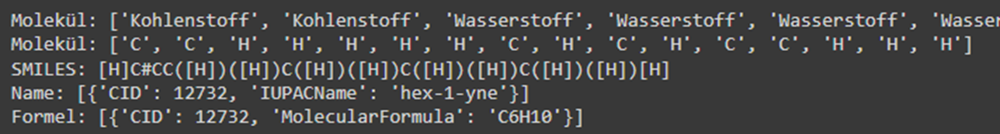 Molekül: ['Kohlenstoff', 'Kohlenstoff', 'Wasserstoff', 'Wasserstoff', 'Wasserstoff', 'Wasser
Molekül: ['C', 'C', 'H', 'H', 'H', 'H', 'H', 'C', 'H', 'C', 'H', 'C', 'C', 'H', 'H', 'H']
SMILES: [H]C#CC([H])([H])C([H])([H])C([H])([H])C([H])([H])[H]
Name: [{'CID': 12732, 'IUPACName': 'hex-1-yne'}]
Formel: [{'CID': 12732, 'MolecularFormula': 'C6H10'}]